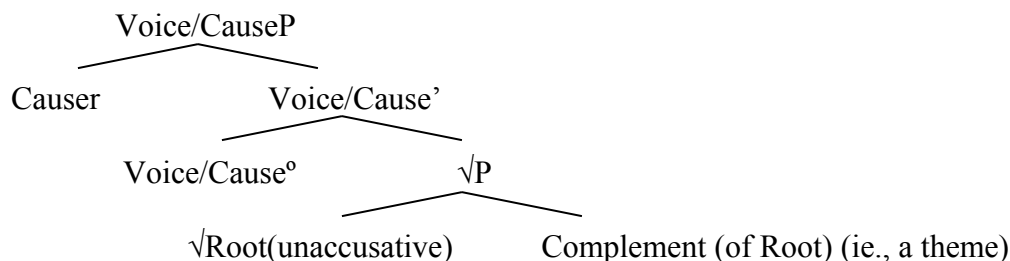 Voice/CauseP
Causer Voice/Cause’
Voice/Causeº √P
√Root(unaccusative) Complement (of Root) (ie., a theme)